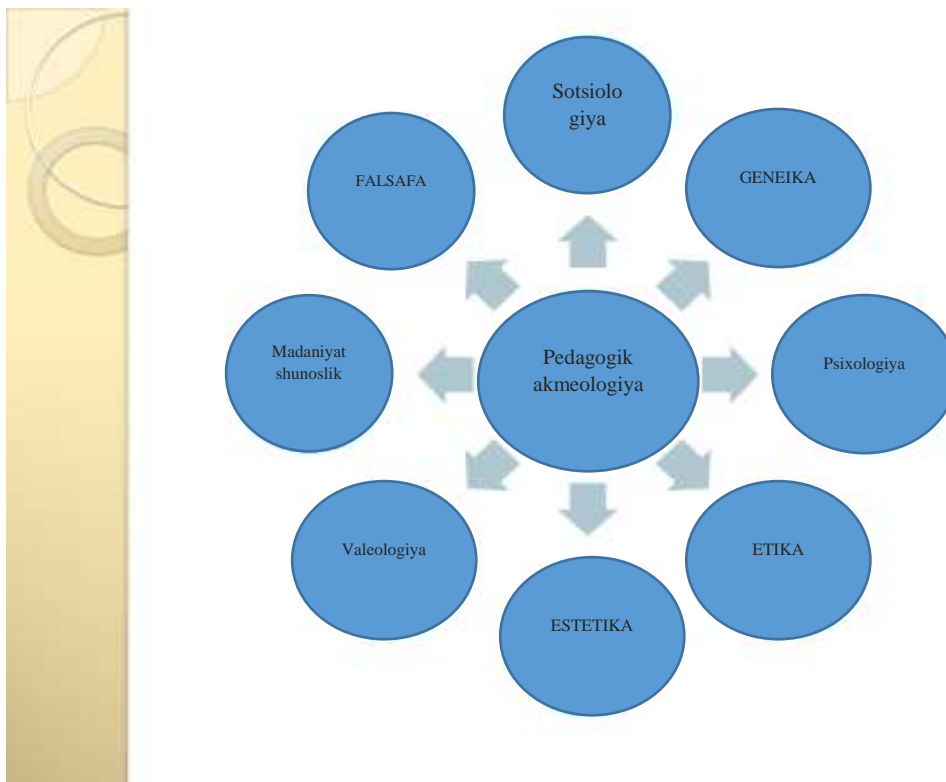 Sotsiolo
giya
FALSAFA
GENEIKA
Madaniyat
shunoslik
Pedagogik
akmeologiya
Psixologiya
Valeologiya
ETIKA
ESTETIKA